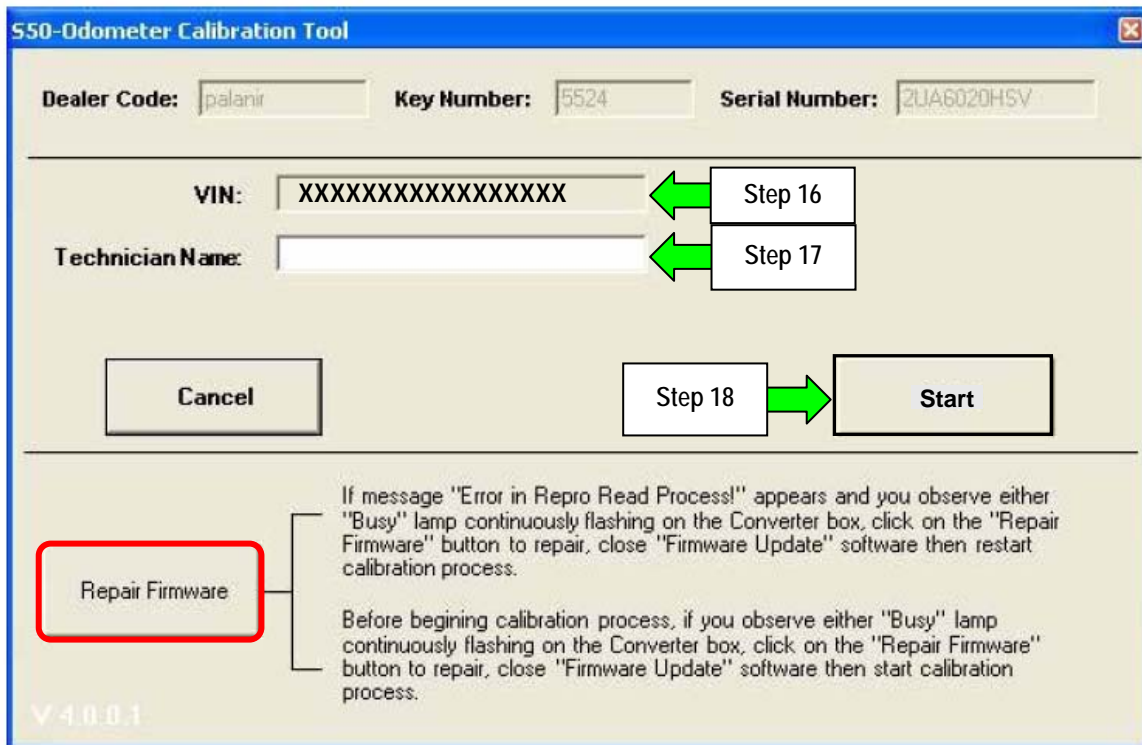 S50-Odometer Calibration Tool
Dealer Code: palanir Key Number: 5524 Serial Number: 2UA6020HSV
VIN: XXXXXXXXXXXXXXXXX Step 16
Technician Name: Step 17
Cancel Step 18 Start
If message "Error in Repro Read Process!" appears and you observe either
"Busy" lamp continuously flashing on the Converter box, click on the "Repair
Firmware" button to repair, close "Firmware Update" software then restart
calibration process.
Repair Firmware
Before begining calibration process, if you observe either "Busy" lamp
continuously flashing on the Converter box, click on the "Repair Firmware"
button to repair, close "Firmware Update" software then start calibration
process.
V 4.0.0.1